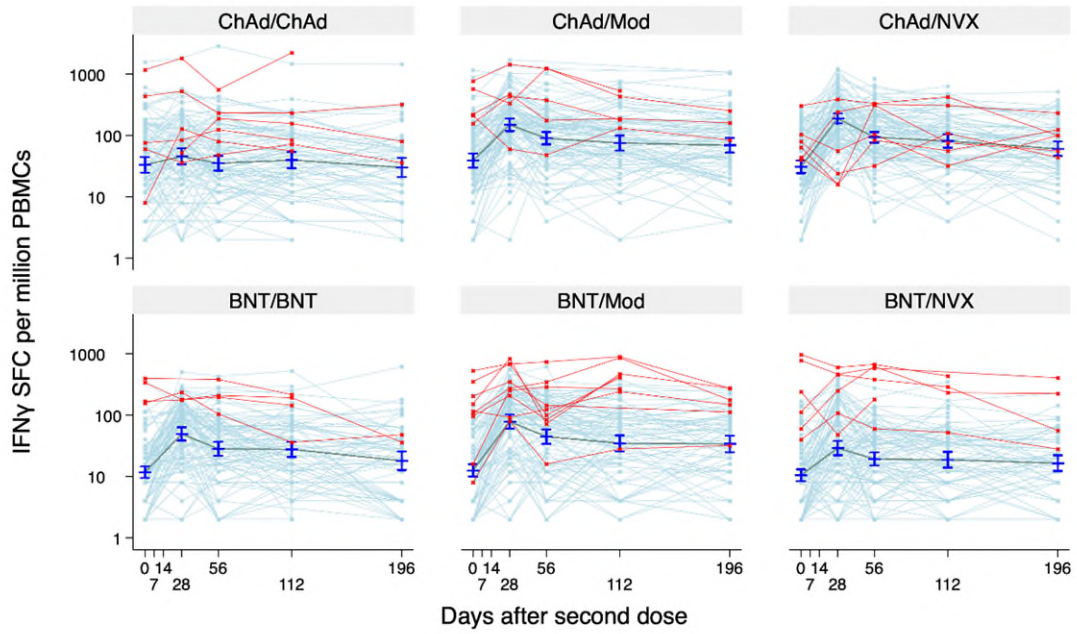 ChAd/ChAd ChAd/Mod ChAd/NVX
1000
100
10
1
BNT/BNT BNT/Mod BNT/NVX
1000
100
10
1
0 14 56 196 0 14 56 196 0 14 56 196
7 28 112 7 28 112 7 28 112
Days after second dose
IFNγ SFC per million PBMCs